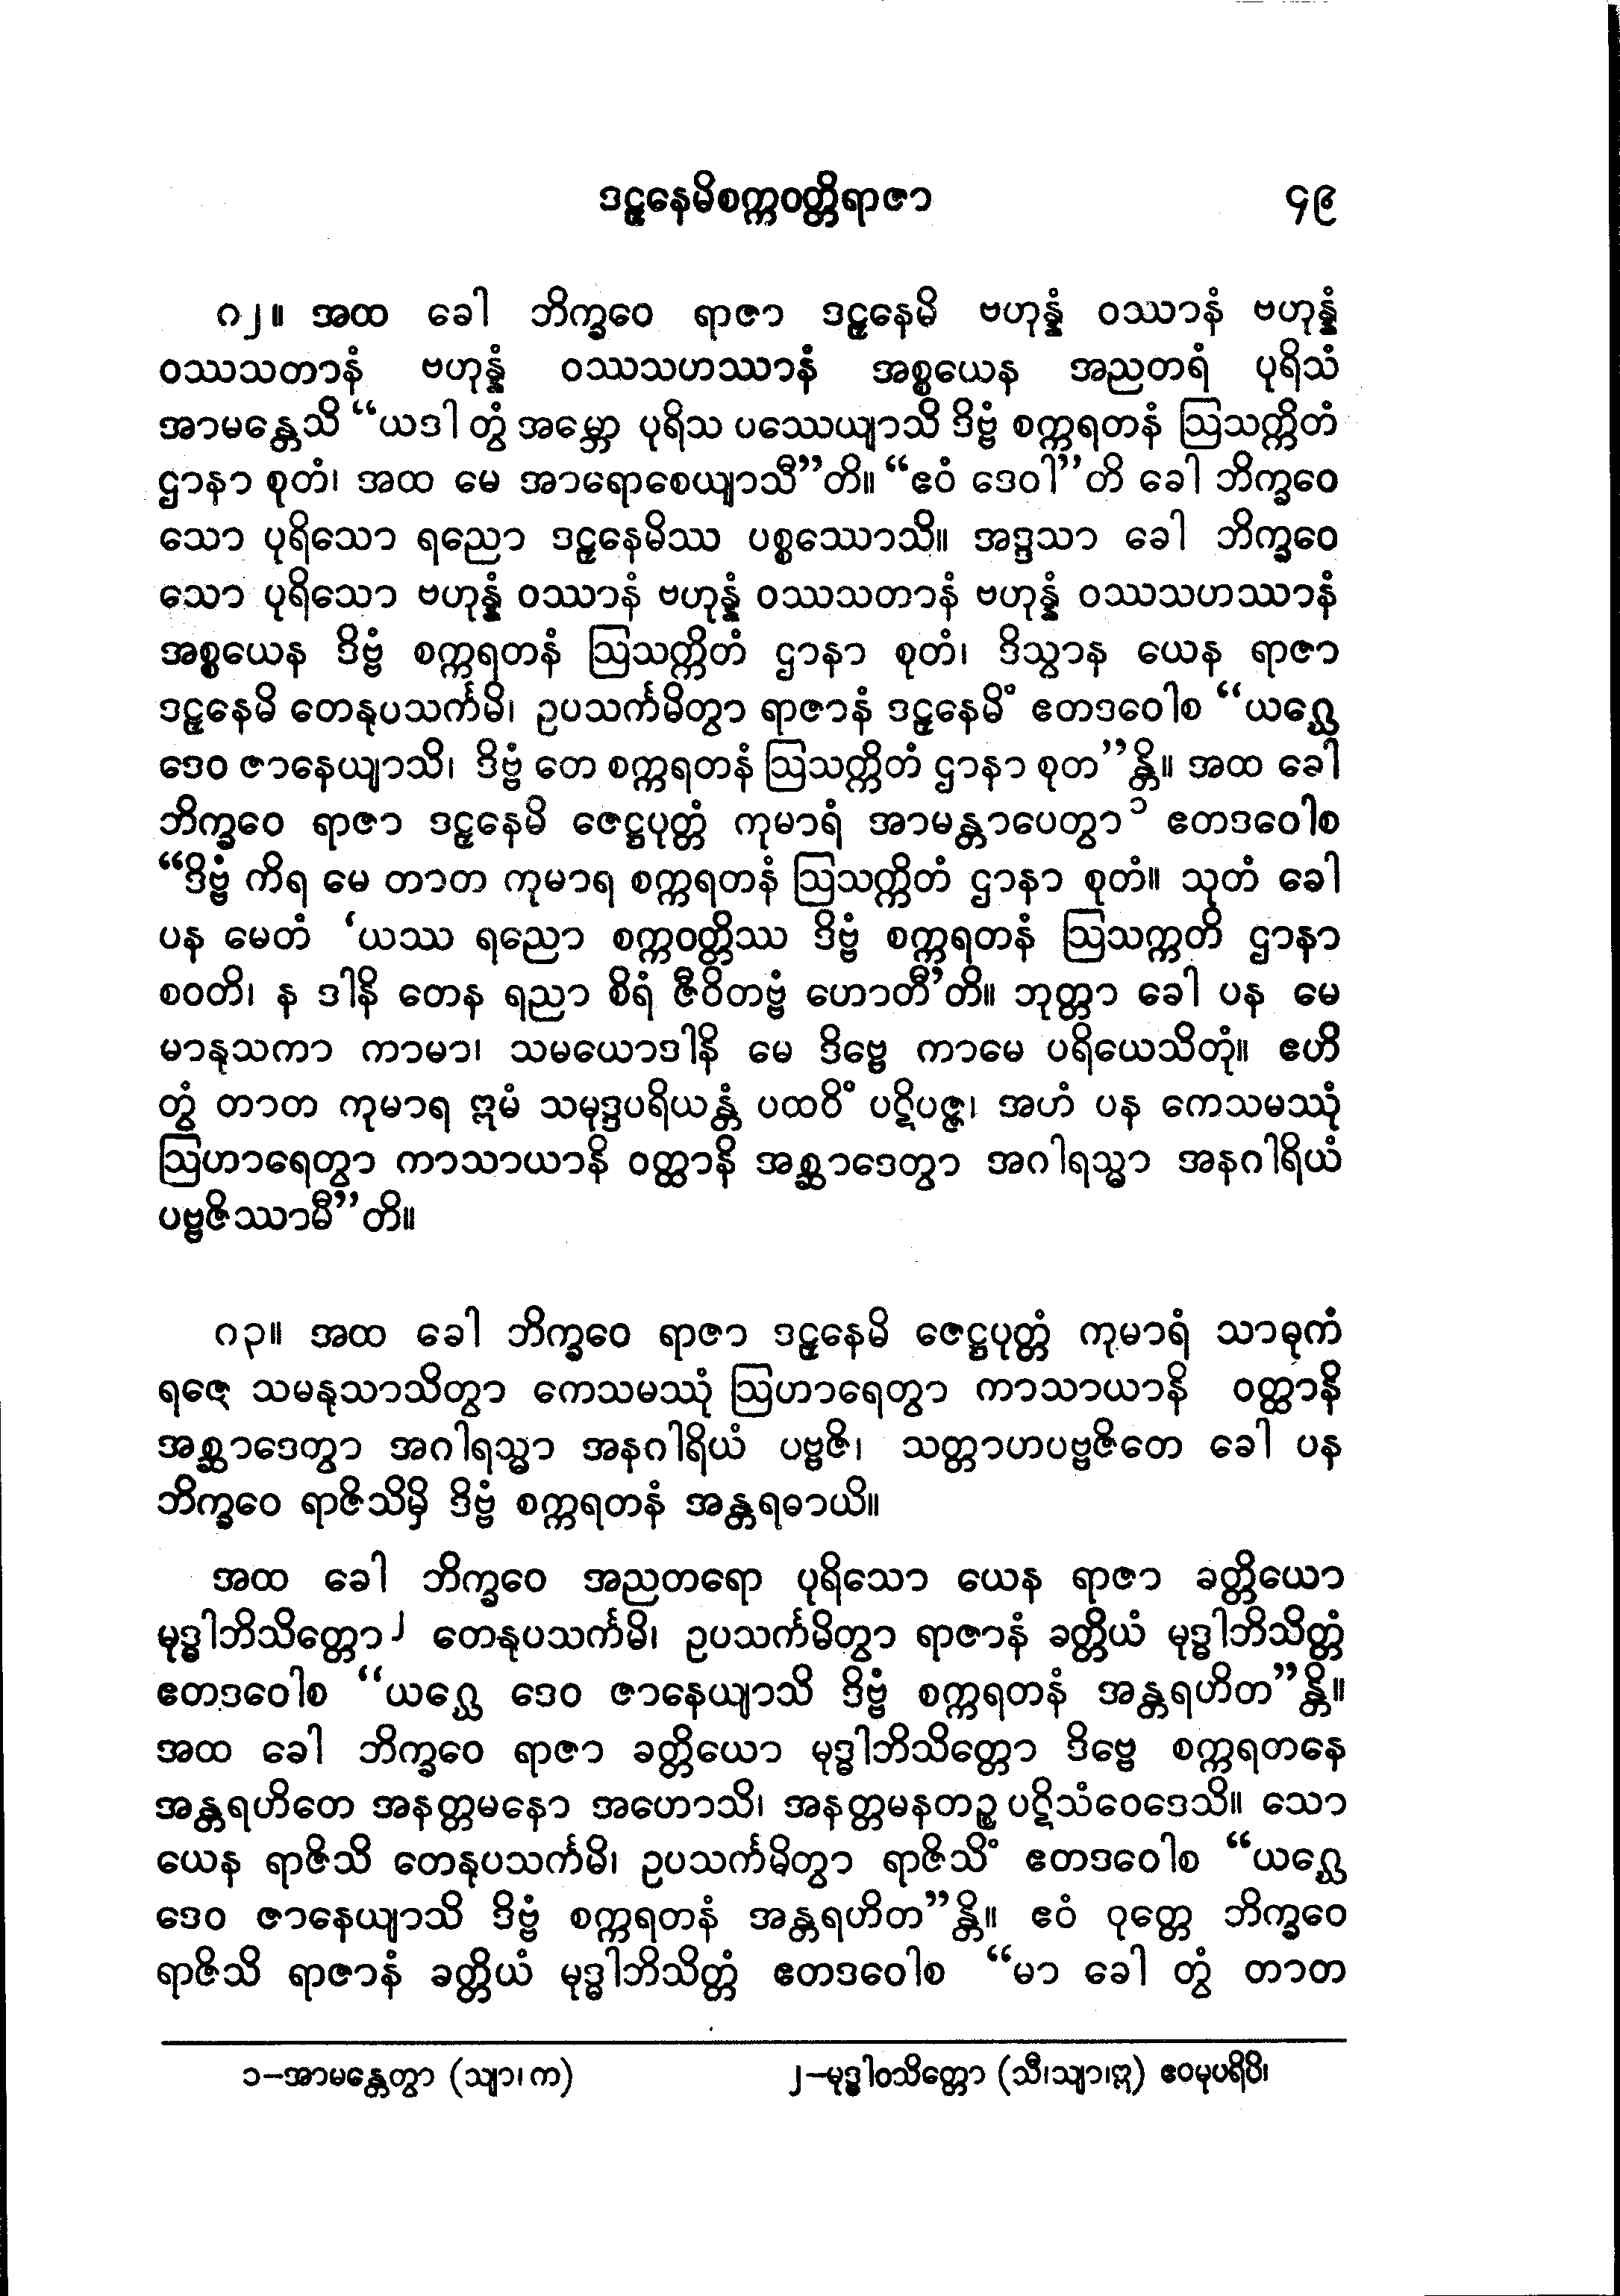 ဒဠှနေမိစက္ကဝတ္တိရာဇာ ၄၉
၈၂။ အထ ခေါ ဘိက္ခဝေ ရာဇာ ဒဠှနေမိ ဗဟုန္နံ ဝဿာနံ ဗဟုန္နံ
ဝဿသတာနံ ဗဟုန္နံ ဝဿသဟဿာနံ အစ္စယေန အညတရံ ပုရိသံ
အာမန္တေသိ “ယဒါ တွံ အမ္ဘော ပုရိသ ပဿေယျာသိ ဒိဗ္ဗံ စက္ကရတနံ ဩသက္ကိတံ
ဌာနာ စုတံ၊ အထ မေ အာရောစေယျာသီ”တိ။ “ဧဝံ ဒေဝါ”တိ ခေါ ဘိက္ခဝေ
သော ပုရိသော ရညော ဒဠှနေမိဿ ပစ္စဿောသိ။ အဒ္ဒသာ ခေါ ဘိက္ခဝေ
သော ပုရိသော ဗဟုန္နံ ဝဿာနံ ဗဟုန္နံ ဝဿသတာနံ ဗဟုန္နံ ဝဿသဟဿာနံ
အစ္စယေန ဒိဗ္ဗံ စက္ကရတနံ ဩသက္ကိတံ ဌာနာ စုတံ၊ ဒိသွာန ယေန ရာဇာ
ဒဠှနေမိ တေနုပသင်္ကမိ၊ ဥပသင်္ကမိတွာ ရာဇာနံ ဒဠှနေမိံ ဧတဒဝေါစ “ယဂ္ဃေ
ဒေဝ ဇာနေယျာသိ၊ ဒိဗ္ဗံ တေ စက္ကရတနံ ဩသက္ကိတံ ဌာနာ စုတ”န္တိ။ အထ ခေါ
ဘိက္ခဝေ ရာဇာ ဒဠှနေမိ ဇေဋ္ဌပုတ္တံ ကုမာရံ အာမန္တာပေတွာ ၁ ဧတဒဝေါစ
“ဒိဗ္ဗံ ကိရ မေ တာတ ကုမာရ စက္ကရတနံ ဩသက္ကိတံ ဌာနာ စုတံ။ သုတံ ခေါ
ပန မေတံ ‘ယဿ ရညော စက္ကဝတ္တိဿ ဒိဗ္ဗံ စက္ကရတနံ ဩသက္ကတိ ဌာနာ
စဝတိ၊ န ဒါနိ တေန ရညာ စိရံ ဇီဝိတဗ္ဗံ ဟောတီ’တိ။ ဘုတ္တာ ခေါ ပန မေ
မာနုသကာ ကာမာ၊ သမယောဒါနိ မေ ဒိဗ္ဗေ ကာမေ ပရိယေသိတုံ။ ဧဟိ
တွံ တာတ ကုမာရ ဣမံ သမုဒ္ဒပရိယန္တံ ပထဝိံ ပဋိပဇ္ဇ၊ အဟံ ပန ကေသမဿုံ
ဩဟာရေတွာ ကာသာယာနိ ဝတ္ထာနိ အစ္ဆာဒေတွာ အဂါရသ္မာ အနဂါရိယံ
ပဗ္ဗဇိဿာမီ”တိ။
၈၃။ အထ ခေါ ဘိက္ခဝေ ရာဇာ ဒဠှနေမိ ဇေဋ္ဌပုတ္တံ ကုမာရံ သာဓုကံ
ရဇ္ဇေ သမနုသာသိတွာ ကေသမဿုံ ဩဟာရေတွာ ကာသာယာနိ ဝတ္ထာနိ
အစ္ဆာဒေတွာ အဂါရသ္မာ အနဂါရိယံ ပဗ္ဗဇိ၊ သတ္တာဟပဗ္ဗဇိတေ ခေါ ပန
ဘိက္ခဝေ ရာဇိသိမှိ ဒိဗ္ဗံ စက္ကရတနံ အန္တရဓာယိ။
အထ ခေါ ဘိက္ခဝေ အညတရော ပုရိသော ယေန ရာဇာ ခတ္တိယော
မုဒ္ဓါဘိသိတ္တော ၂ တေနုပသင်္ကမိ၊ ဥပသင်္ကမိတွာ ရာဇာနံ ခတ္တိယံ မုဒ္ဓါဘိသိတ္တံ
ဧတဒဝေါစ “ယဂ္ဃေ ဒေဝ ဇာနေယျာသိ ဒိဗ္ဗံ စက္ကရတနံ အန္တရဟိတ”န္တိ။
အထ ခေါ ဘိက္ခဝေ ရာဇာ ခတ္တိယော မုဒ္ဓါဘိသိတ္တော ဒိဗ္ဗေ စက္ကရတနေ
အန္တရဟိတေ အနတ္တမနော အဟောသိ၊ အနတ္တမနတဉ္စ ပဋိသံဝေဒေသိ။ သော
ယေန ရာဇိသိ တေနုပသင်္ကမိ၊ ဥပသင်္ကမိတွာ ရာဇိသိံ ဧတဒဝေါစ “ယဂ္ဃေ
ဒေဝ ဇာနေယျာသိ ဒိဗ္ဗံ စက္ကရတနံ အန္တရဟိတ”န္တိ။ ဧဝံ ဝုတ္တေ ဘိက္ခဝေ
ရာဇိသိ ရာဇာနံ ခတ္တိယံ မုဒ္ဓါဘိသိတ္တံ ဧတဒဝေါစ “မာ ခေါ တွံ တာတ
၁-အာမန္တေတွာ (သျာ၊ က) ၂-မုဒ္ဓါဝသိတ္တော (သီ၊သျာ၊ဣ) ဧဝမုပရိပိ၊